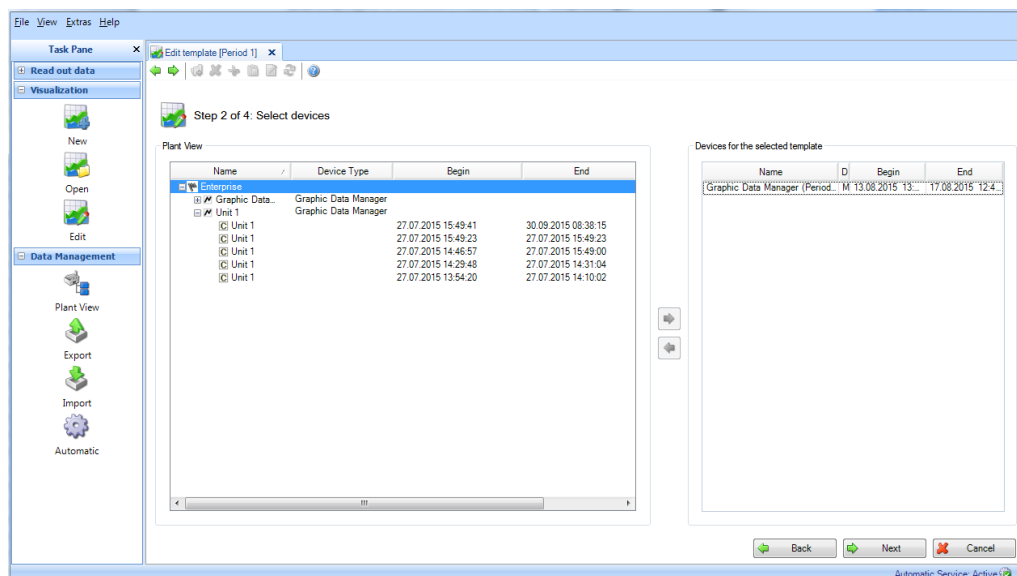 File View Extras Help
Task Pane
Edit template [Period 1]
Read out data
Visualization
New
Open
Edit
Data Management
Plant View
Export
Import
Automatic
Step 2 of 4: Select devices
Plant View
Name / Device Type Begin End
Enterprise
Graphic Data... Graphic Data Manager
Unit 1 Graphic Data Manager
C Unit 1 27.07.2015 15:49:41 30.09.2015 08:38:15
C Unit 1 27.07.2015 15:49:23 27.07.2015 15:49:23
C Unit 1 27.07.2015 14:46:57 27.07.2015 15:49:00
C Unit 1 27.07.2015 14:29:48 27.07.2015 14:31:04
C Unit 1 27.07.2015 13:54:20 27.07.2015 14:10:02
Devices for the selected template
Name D Begin End
Graphic Data Manager (Period... M 13.08.2015 13:... 17.08.2015 12:4...
Back Next Cancel
Automatic Service: Active